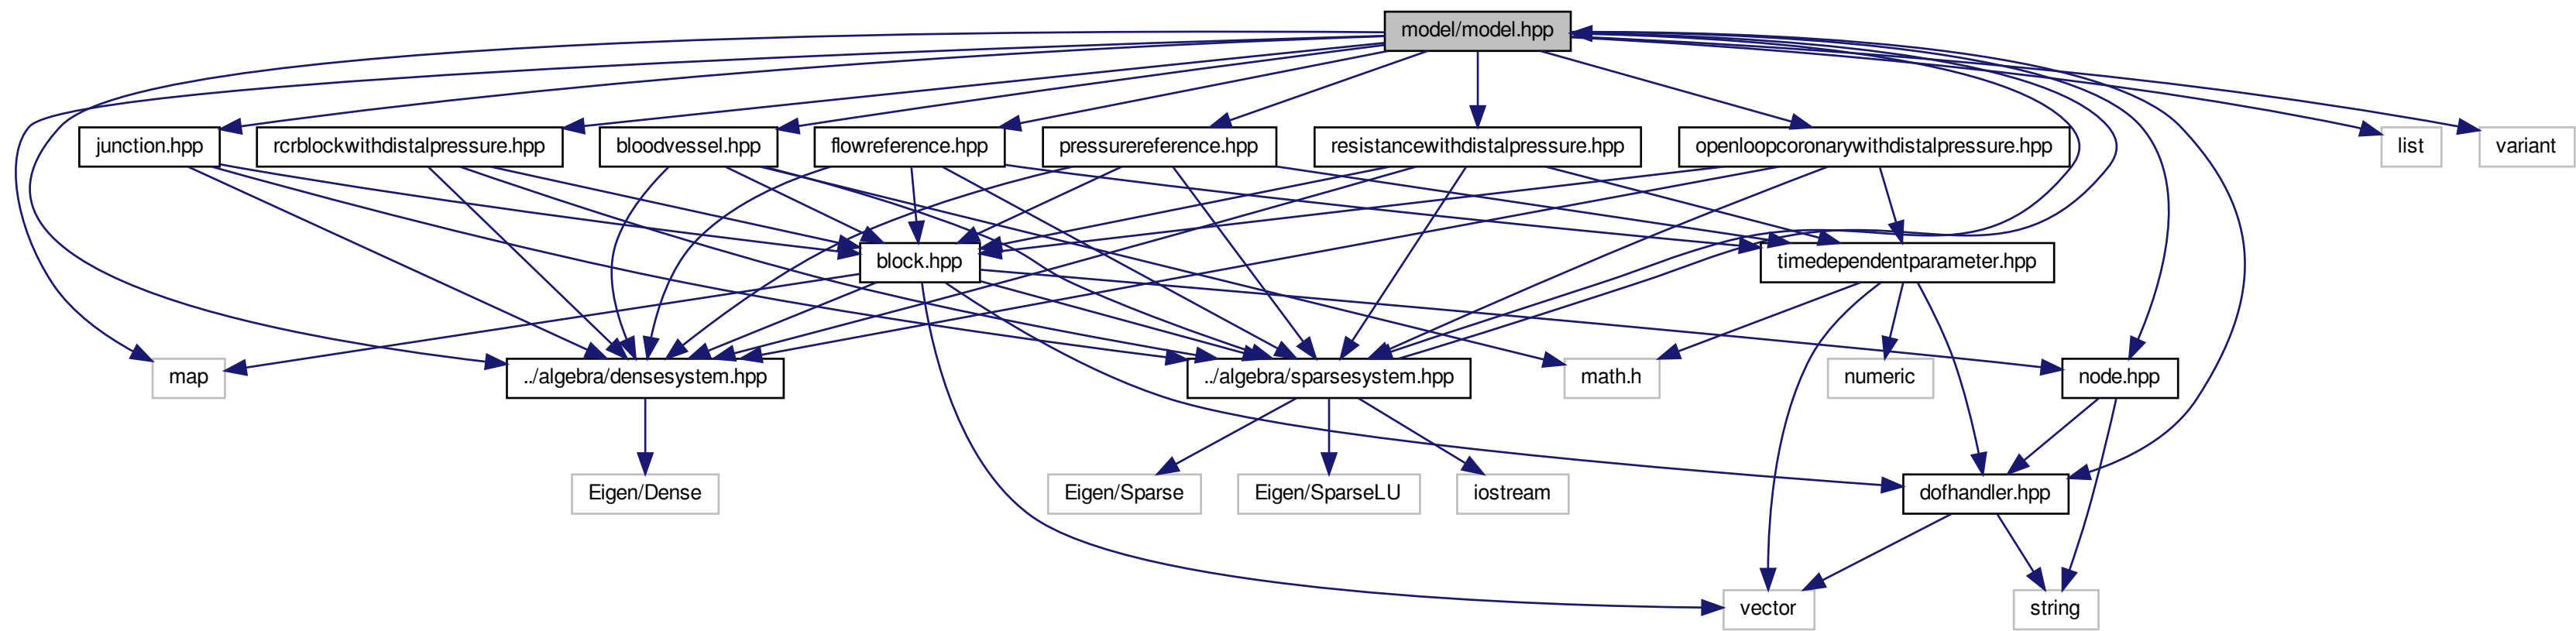 model/model.hpp
junction.hpp
rcrblockwithdistalpressure.hpp
bloodvessel.hpp
flowreference.hpp
pressurereference.hpp
resistancewithdistalpressure.hpp
openloopcoronarywithdistalpressure.hpp
list
variant
block.hpp
timedependentparameter.hpp
map
../algebra/densesystem.hpp
../algebra/sparsesystem.hpp
math.h
numeric
node.hpp
Eigen/Dense
Eigen/Sparse
Eigen/SparseLU
iostream
dofhandler.hpp
vector
string